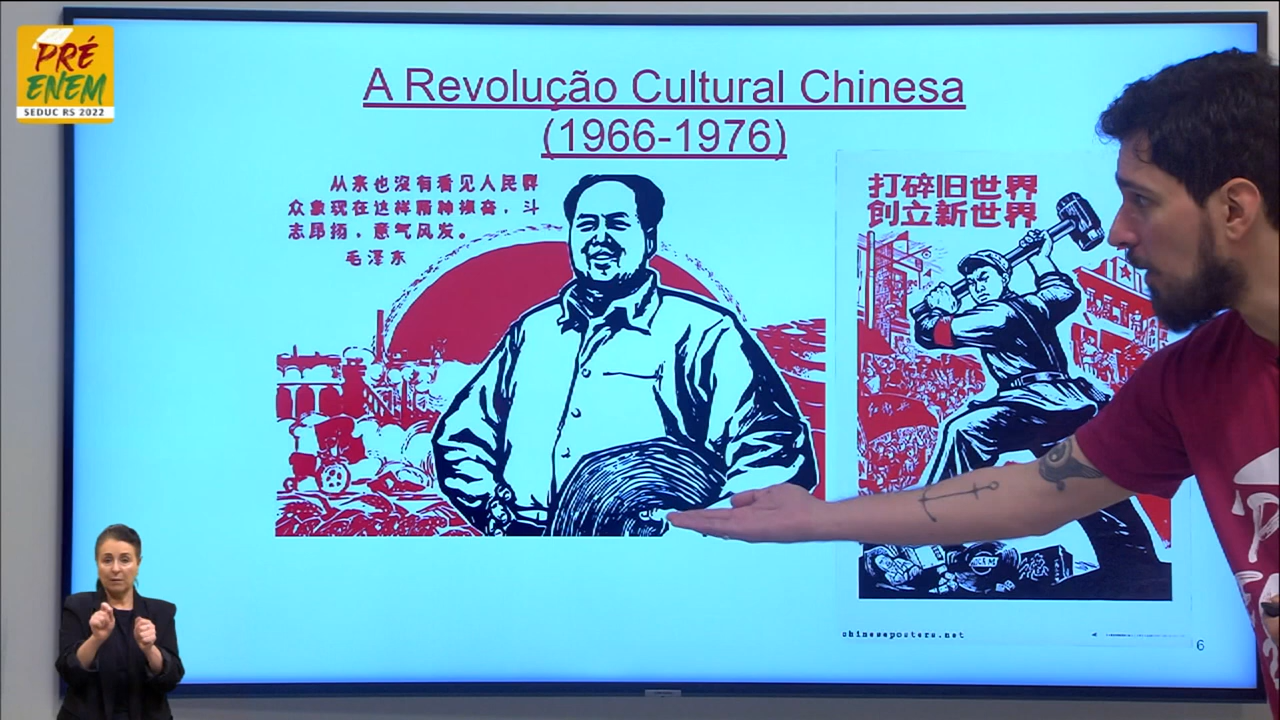 PRÉ
ENEM
SEDUC RS 2022
A Revolução Cultural Chinesa
(1966-1976)
从来也沒有看见人民群
众象现在这样精神振奋，斗
志昂扬，意气风发。
毛泽东
打碎旧世界
創立新世界
chineseposters.net
6